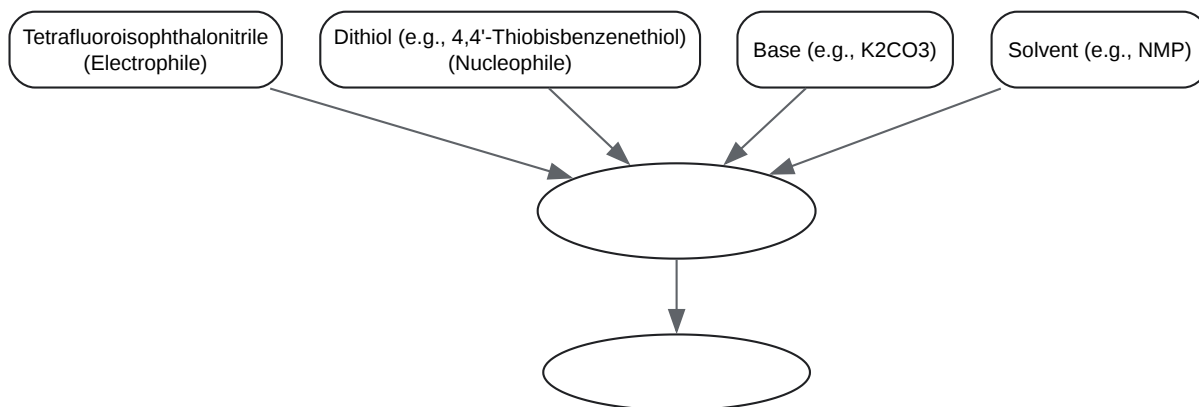 Tetrafluoroisophthalonitrile
(Electrophile)
Dithiol (e.g., 4,4'-Thiobisbenzenethiol)
(Nucleophile)
Base (e.g., K2CO3)
Solvent (e.g., NMP)